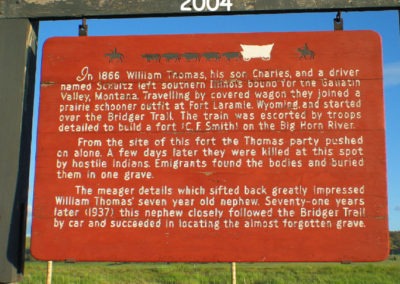 2004
In 1866 William Thomas, his son Charles, and a driver
named Schultz left southern Illinois bound for the Gallatin
Valley, Montana. Travelling by covered wagon they joined a
prairie schooner outfit at Fort Laramie, Wyoming, and started
over the Bridger Trail. The train was escorted by troops
detailed to build a fort (C. F. Smith) on the Big Horn River.
From the site of this fort the Thomas party pushed
on alone. A few days later they were killed at this spot
by hostile Indians. Emigrants found the bodies and buried
them in one grave.
The meager details which sifted back greatly impressed
William Thomas' seven year old nephew. Seventy-one years
later (1937) this nephew closely followed the Bridger Trail
by car and succeeded in locating the almost forgotten grave.